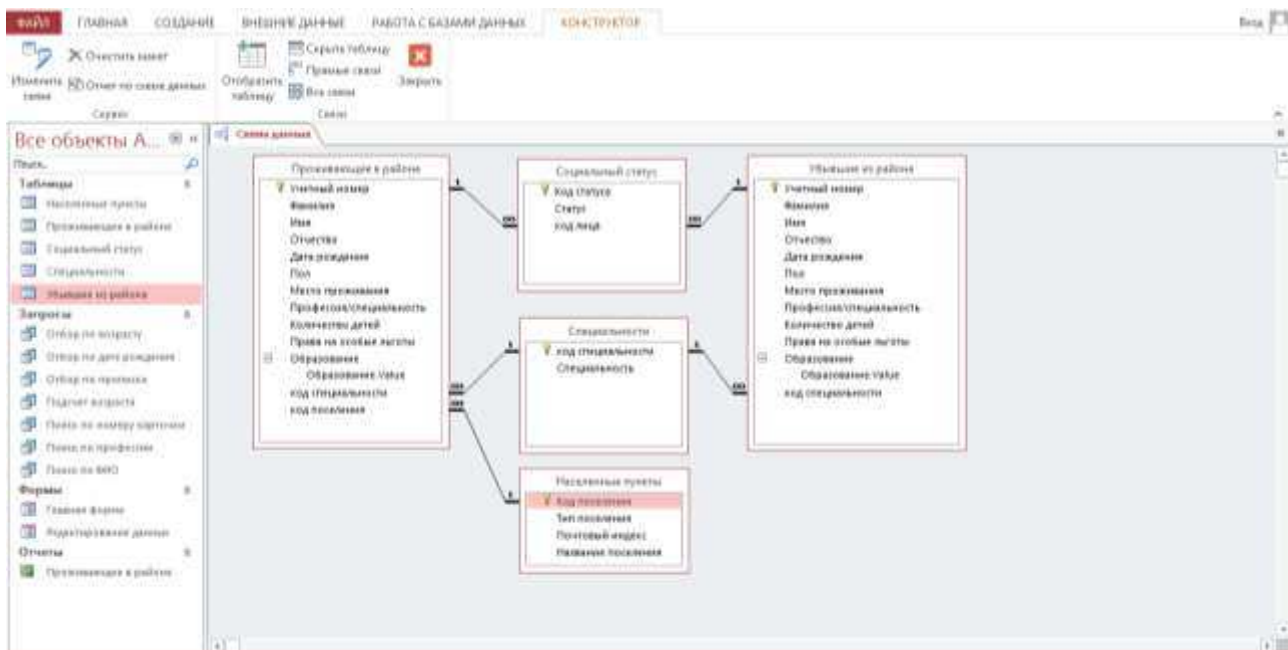 ФАЙЛ ГЛАВНАЯ СОЗДАНИЕ ВНЕШНИЕ ДАННЫЕ РАБОТА С БАЗАМИ ДАННЫХ КОНСТРУКТОР Вход
Изменить связи
Очистить макет
Отчет по схеме данных
Сервис
Отобразить таблицу
Скрыть таблицу
Прямые связи
Все связи
Связи
Закрыть
Все объекты A...
Поиск...
Таблицы
Населенные пункты
Проживающие в районе
Социальный статус
Специальности
Убывшие из района
Запросы
Отбор по возрасту
Отбор по дате рождения
Отбор по прописке
Подсчет возраста
Поиск по номеру карточки
Поиск по профессии
Поиск по ФИО
Формы
Главная форма
Редактирование данных
Отчеты
Проживающие в районе
Схема данных
Проживающие в районе
Учетный номер
Фамилия
Имя
Отчество
Дата рождения
Пол
Место проживания
Профессия/специальность
Количество детей
Права на особые льготы
Образование
Образование.Value
код специальности
код поселения
Социальный статус
Код статуса
Статус
код лица
Специальности
код специальности
Специальность
Населенные пункты
Код поселения
Тип поселения
Почтовый индекс
Название поселения
Убывшие из района
Учетный номер
Фамилия
Имя
Отчество
Дата рождения
Пол
Место проживания
Профессия/специальность
Количество детей
Права на особые льготы
Образование
Образование.Value
код специальности
1 ∞
∞ 1
∞ 1
1 ∞
∞ 1